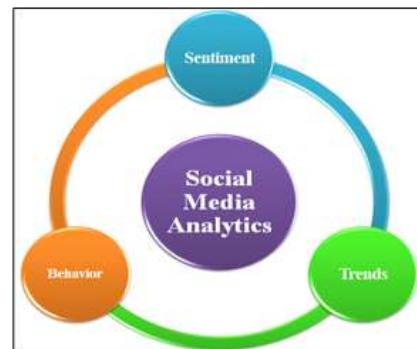 Sentiment
Social
Media
Analytics
Behavior
Trends